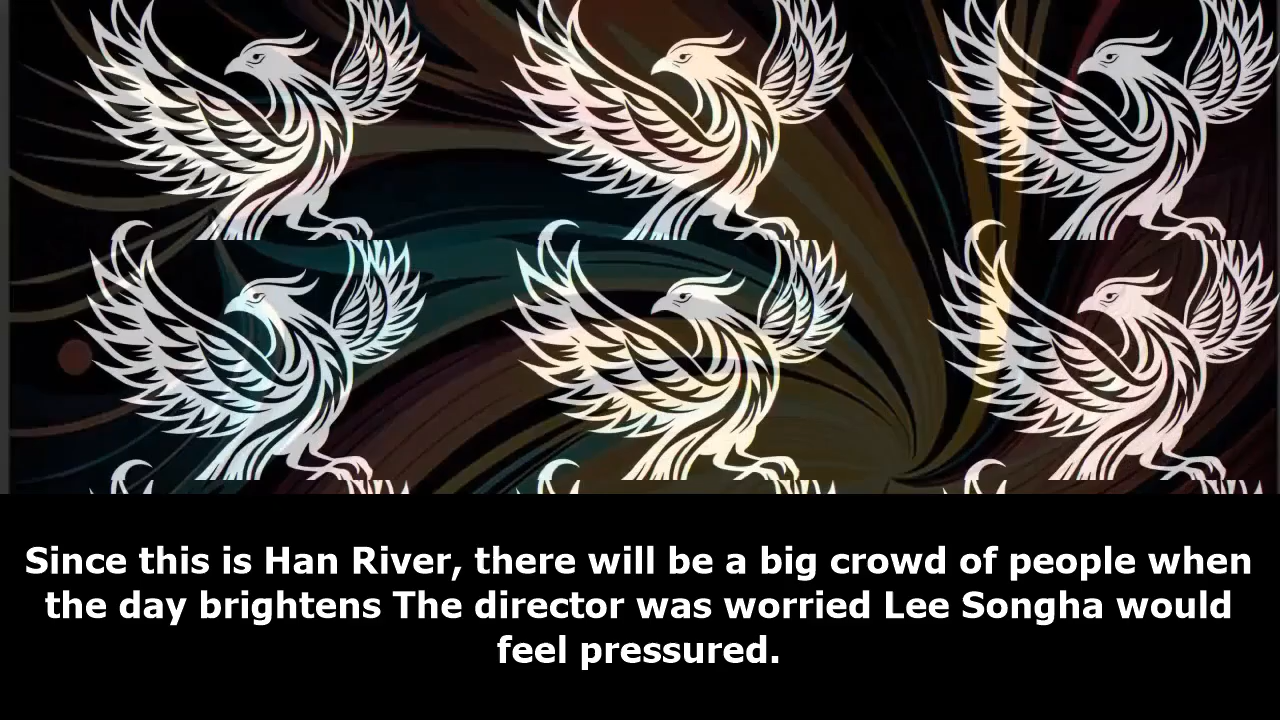 Since this is Han River, there will be a big crowd of people when
the day brightens The director was worried Lee Songha would
feel pressured.